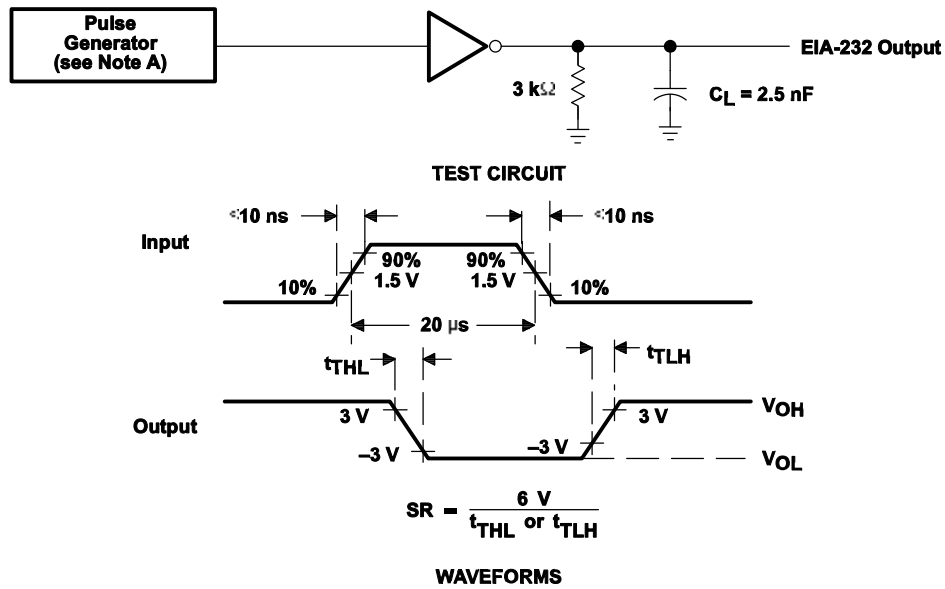 Pulse
Generator
(see Note A)
EIA-232 Output
3 kΩ
CL = 2.5 nF
TEST CIRCUIT
<10 ns
<10 ns
Input
90%
90%
1.5 V
1.5 V
10%
10%
20 µs
tTHL
tTLH
Output
3 V
3 V
VOH
–3 V
–3 V
VOL
SR = 6 V
tTHL or tTLH
WAVEFORMS